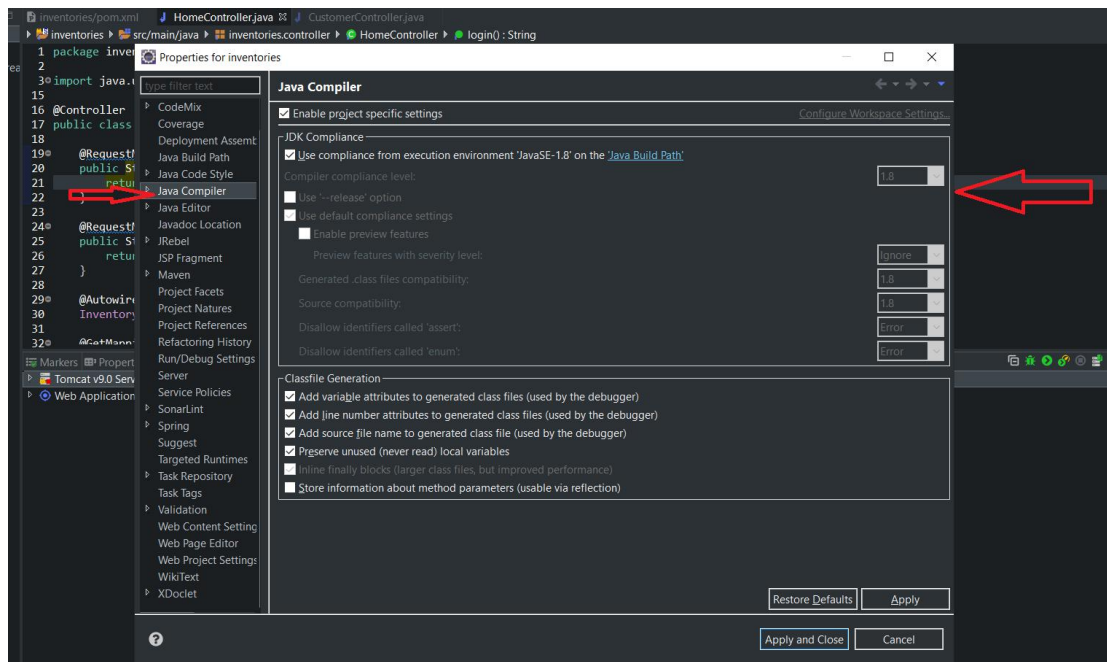 inventories/pom.xml HomeController.java CustomerController.java
inventories src/main/java inventories.controller HomeController login() : String
1 package inver
2
3 import java.u
15
16 @Controller
17 public class
18
19 @RequestM
20 public St
21 retur
22 }
23
24 @RequestM
25 public St
26 retur
27 }
28
29 @Autowire
30 Inventory
31
32 @GetMapp
Markers Propert
Tomcat v9.0 Serv
Web Application
Properties for inventories
type filter text
CodeMix
Coverage
Deployment Assemb
Java Build Path
Java Code Style
Java Compiler
Java Editor
Javadoc Location
JRebel
JSP Fragment
Maven
Project Facets
Project Natures
Project References
Refactoring History
Run/Debug Settings
Server
Service Policies
SonarLint
Spring
Suggest
Targeted Runtimes
Task Repository
Task Tags
Validation
Web Content Setting
Web Page Editor
Web Project Settings
WikiText
XDoclet
Java Compiler
Enable project specific settings Configure Workspace Settings...
JDK Compliance
Use compliance from execution environment 'JavaSE-1.8' on the 'Java Build Path'
Compiler compliance level: 1.8
Use '--release' option
Use default compliance settings
Enable preview features
Preview features with severity level: Ignore
Generated .class files compatibility: 1.8
Source compatibility: 1.8
Disallow identifiers called 'assert': Error
Disallow identifiers called 'enum': Error
Classfile Generation
Add variable attributes to generated class files (used by the debugger)
Add line number attributes to generated class files (used by the debugger)
Add source file name to generated class file (used by the debugger)
Preserve unused (never read) local variables
Inline finally blocks (larger class files, but improved performance)
Store information about method parameters (usable via reflection)
Restore Defaults Apply
Apply and Close Cancel